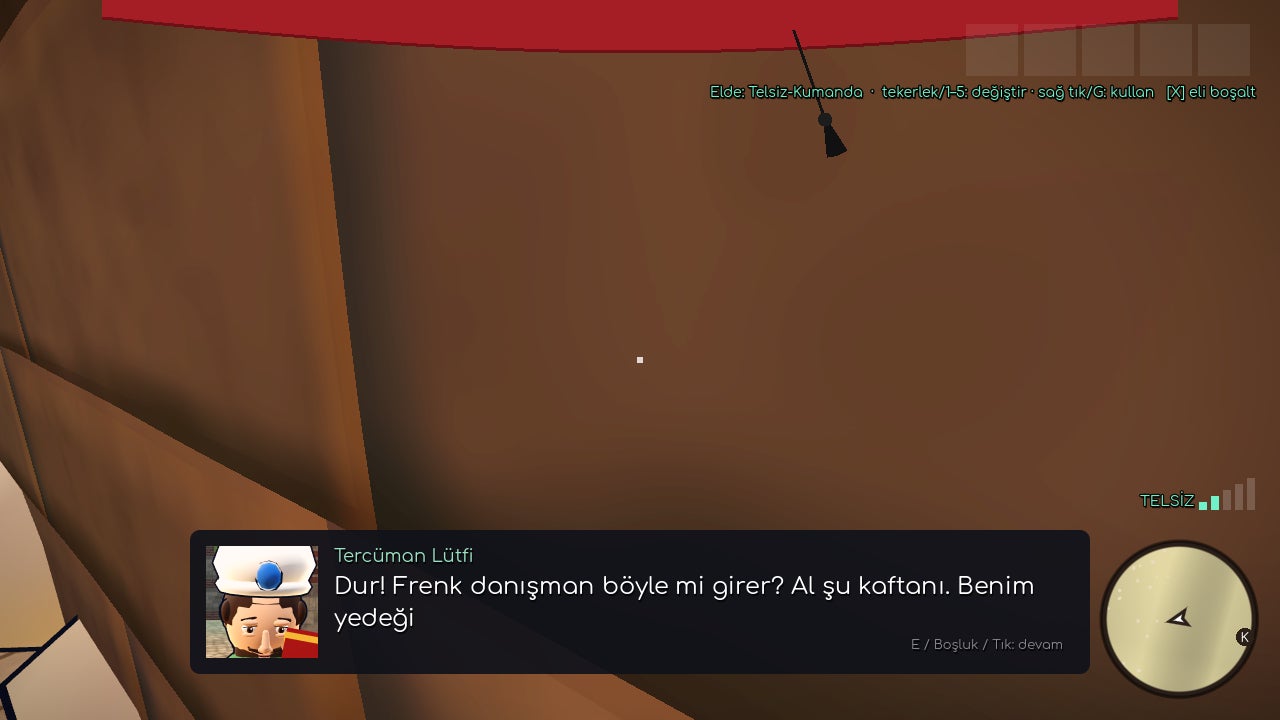 Elde: Telsiz-Kumanda · tekerlek/1-5: değiştir · sağ tık/G: kullan [X] eli boşalt
TELSİZ
Tercüman Lütfi
Dur! Frenk danışman böyle mi girer? Al şu kaftanı. Benim
yedeği
E / Boşluk / Tık: devam
K